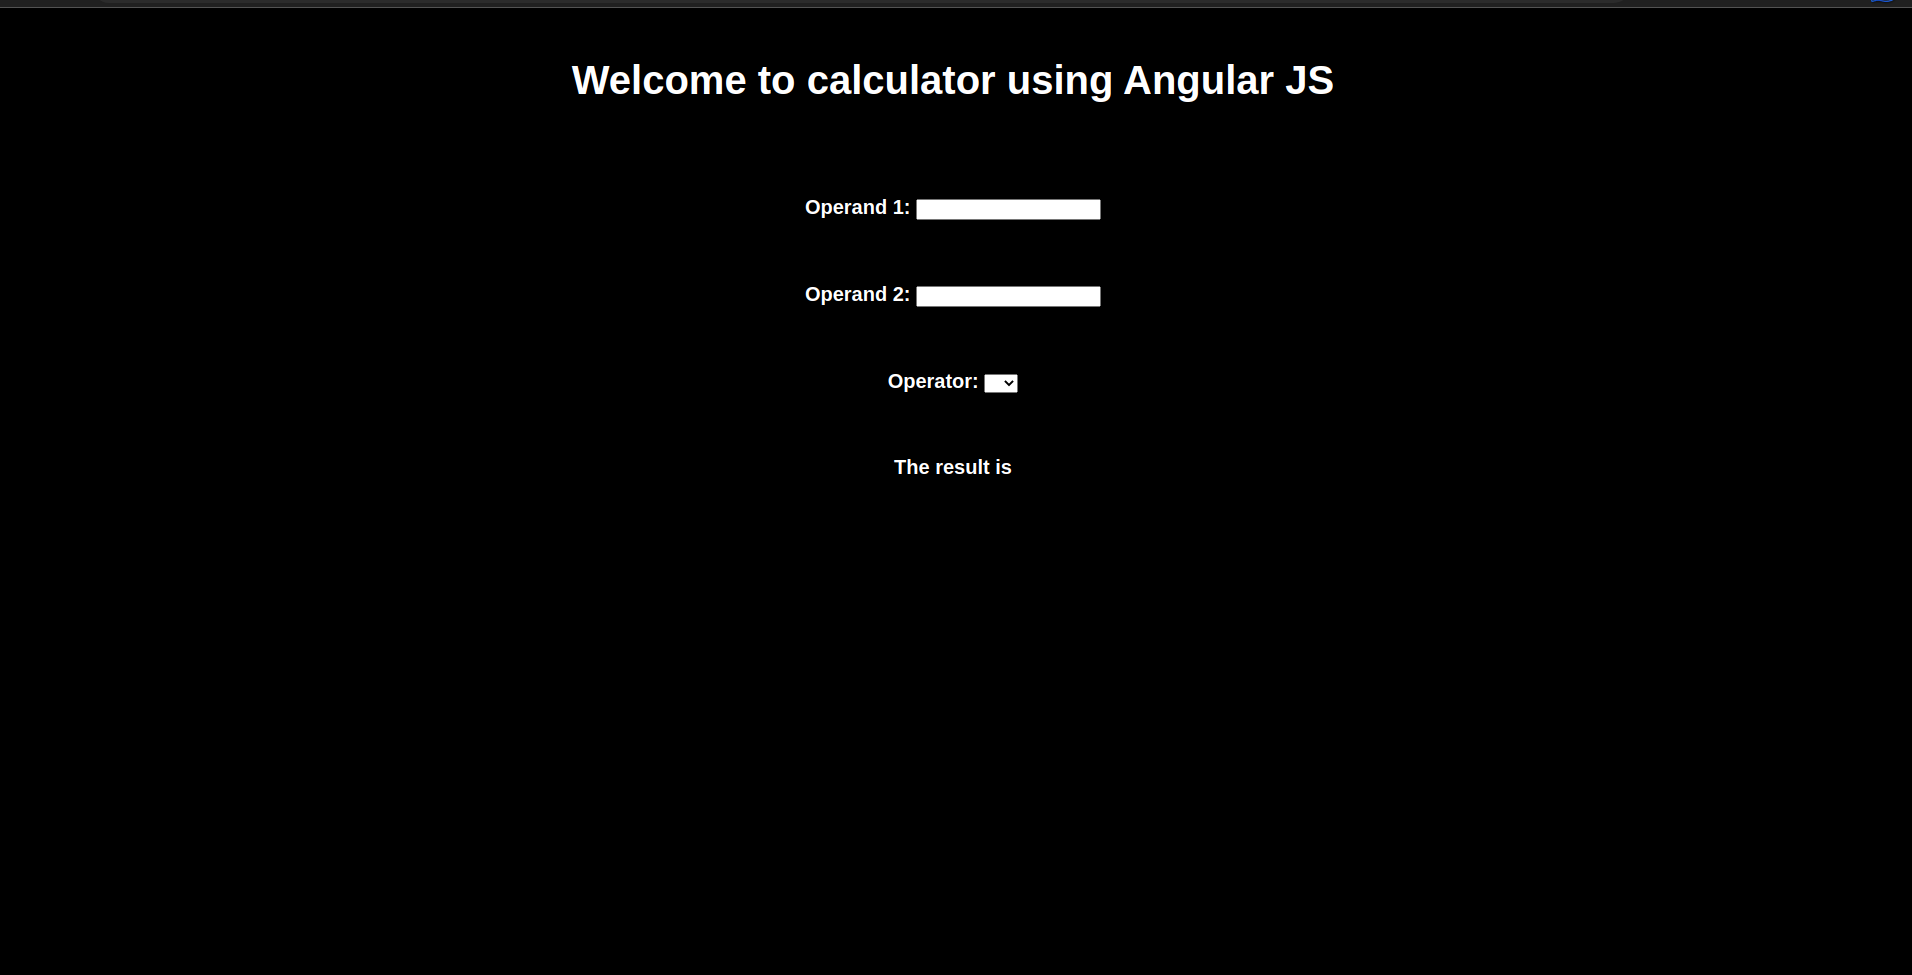 Welcome to calculator using Angular JS
Operand 1:
Operand 2:
Operator:
The result is